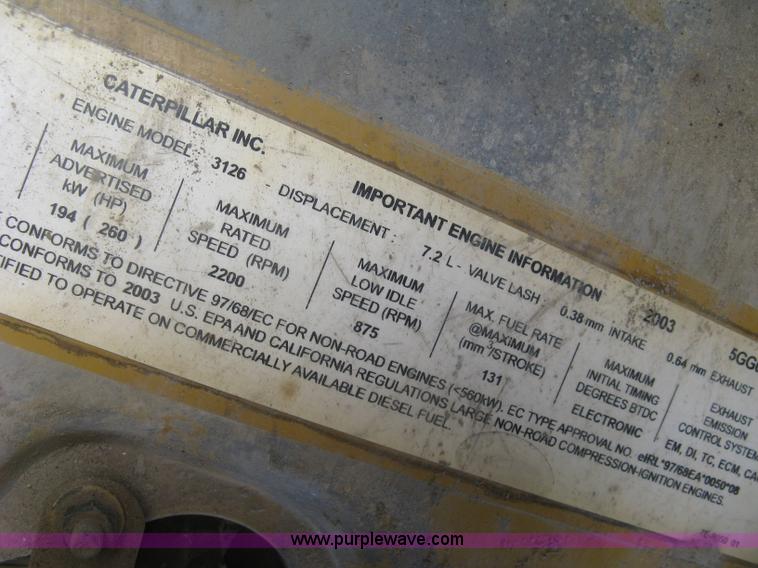 CATERPILLAR INC. IMPORTANT ENGINE INFORMATION 2003
ENGINE MODEL : 3126 - DISPLACEMENT : 7.2 L - VALVE LASH : 0.38 mm INTAKE 0.64 mm EXHAUST
MAXIMUM
ADVERTISED
kW (HP)
194 ( 260 )
MAXIMUM
RATED
SPEED (RPM)
2200
MAXIMUM
LOW IDLE
SPEED (RPM)
875
MAX. FUEL RATE
@MAXIMUM
(mm³/STROKE)
131
MAXIMUM
INITIAL TIMING
DEGREES BTDC
ELECTRONIC
EXHAUST
EMISSION
CONTROL SYSTEM
EM, DI, TC, ECM,
CONFORMS TO DIRECTIVE 97/68/EC FOR NON-ROAD ENGINES (<560kW). EC TYPE APPROVAL NO. eIRL*97/68EA*0050*08
CONFORMS TO 2003 U.S. EPA AND CALIFORNIA REGULATIONS LARGE NON-ROAD COMPRESSION-IGNITION ENGINES.
TO OPERATE ON COMMERCIALLY AVAILABLE DIESEL FUEL.
www.purplewave.com